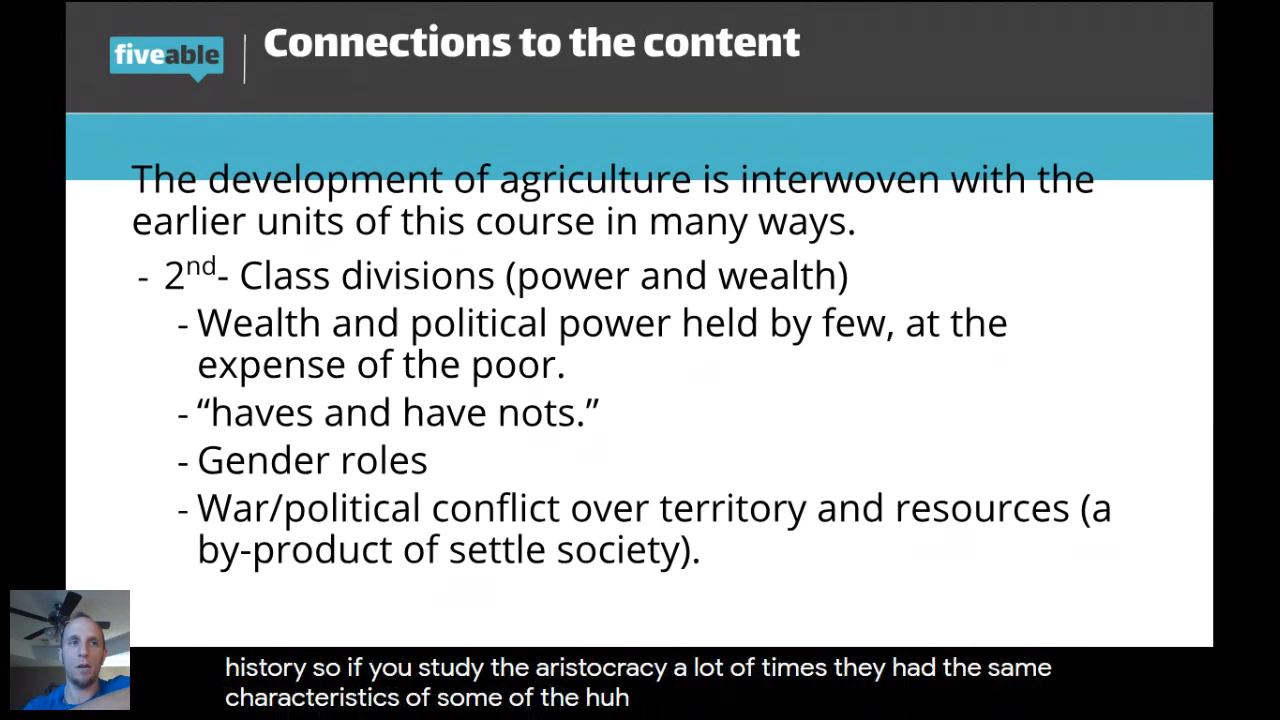 fiveable
Connections to the content
The development of agriculture is interwoven with the
earlier units of this course in many ways.
- 2nd- Class divisions (power and wealth)
- Wealth and political power held by few, at the
expense of the poor.
- “haves and have nots.”
- Gender roles
- War/political conflict over territory and resources (a
by-product of settle society).
history so if you study the aristocracy a lot of times they had the same
characteristics of some of the huh